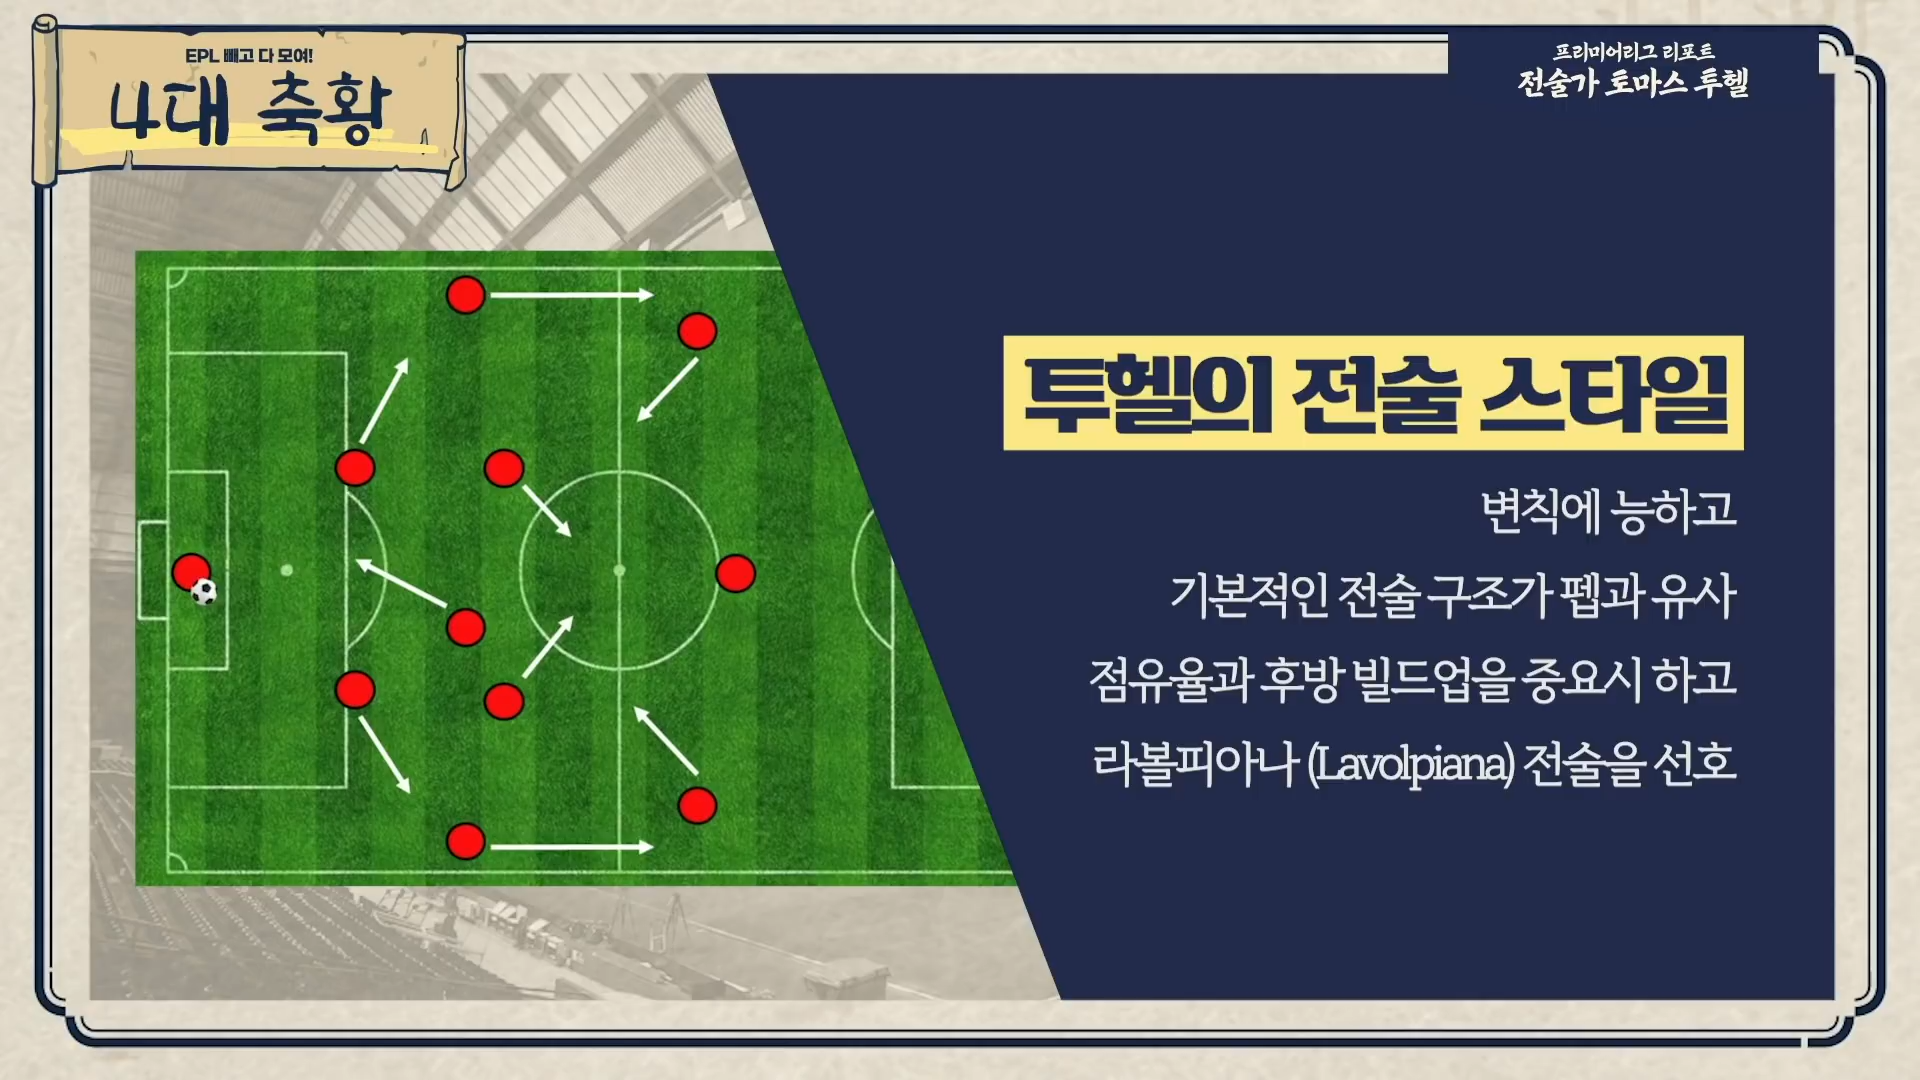 EPL 빼고 다 모여!
4대 축황
프리미어리그 리포트
전술가 토마스 투헬
투헬의 전술 스타일
변칙에 능하고
기본적인 전술 구조가 펩과 유사
점유율과 후방 빌드업을 중요시 하고
라볼피아나 (Lavolpiana) 전술을 선호